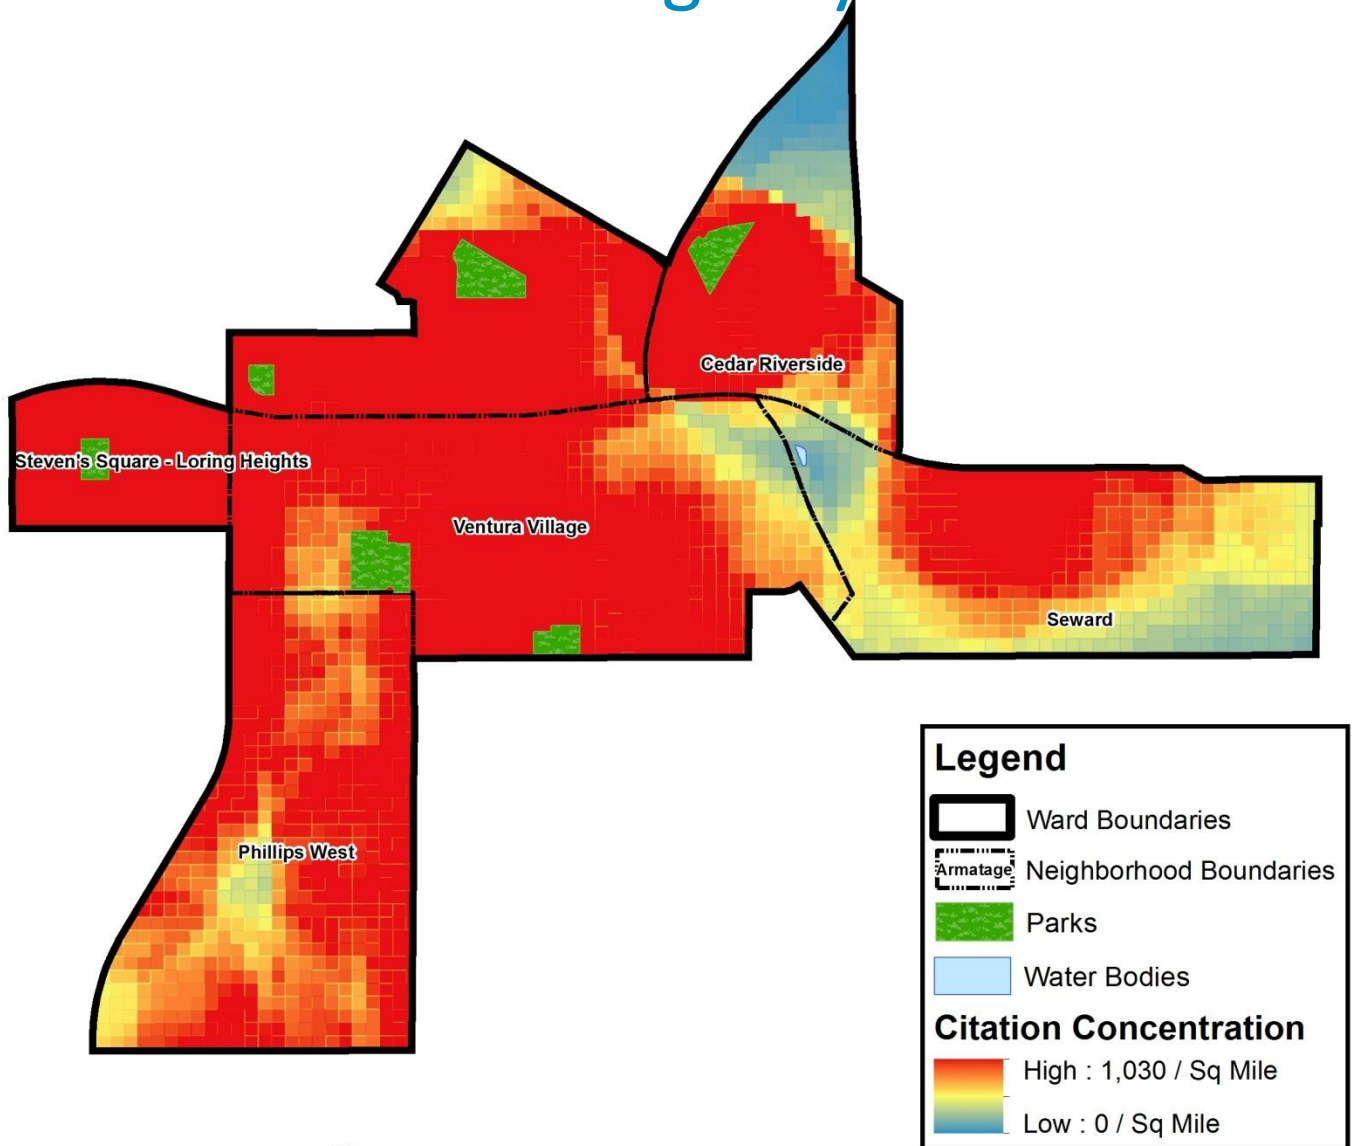 Cedar Riverside
Steven's Square - Loring Heights
Ventura Village
Seward
Phillips West
Legend
Ward Boundaries
Armatage Neighborhood Boundaries
Parks
Water Bodies
Citation Concentration
High : 1,030 / Sq Mile
Low : 0 / Sq Mile